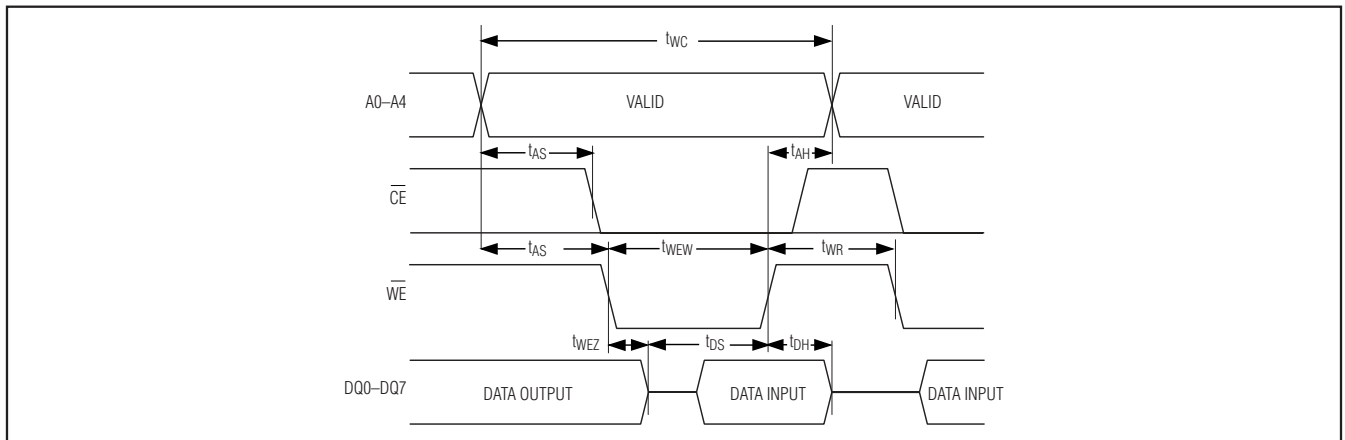 tWC
A0–A4 VALID VALID
tAS tAH
CE
tAS tWEW tWR
WE
tWEZ tDS tDH
DQ0–DQ7 DATA OUTPUT DATA INPUT DATA INPUT